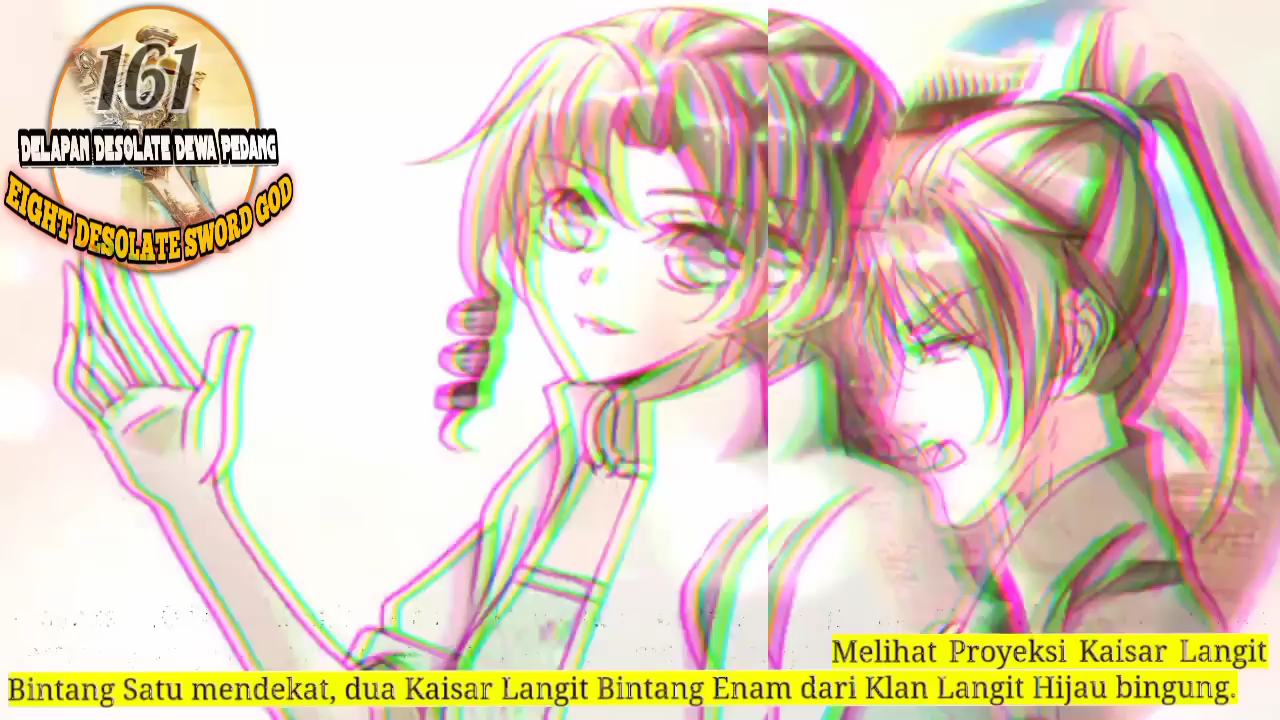 161
DELAPAN DESOLATE DEWA PEDANG
EIGHT DESOLATE SWORD GOD
Melihat Proyeksi Kaisar Langit
Bintang Satu mendekat, dua Kaisar Langit Bintang Enam dari Klan Langit Hijau bingung.